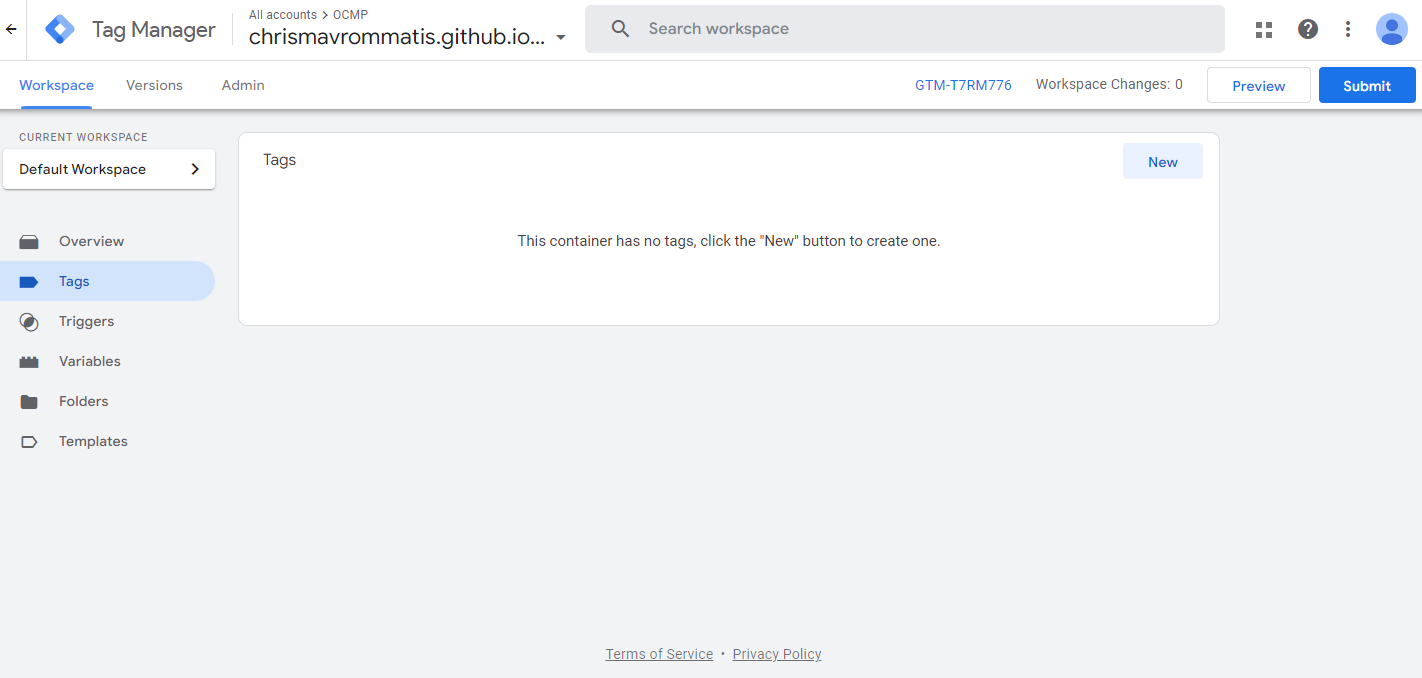 Tag Manager
All accounts > OCMP
chrismavrommatis.github.io...
Search workspace
Workspace
Versions
Admin
GTM-T7RM776
Workspace Changes: 0
Preview
Submit
CURRENT WORKSPACE
Default Workspace
Overview
Tags
Triggers
Variables
Folders
Templates
Tags
New
This container has no tags, click the "New" button to create one.
Terms of Service • Privacy Policy